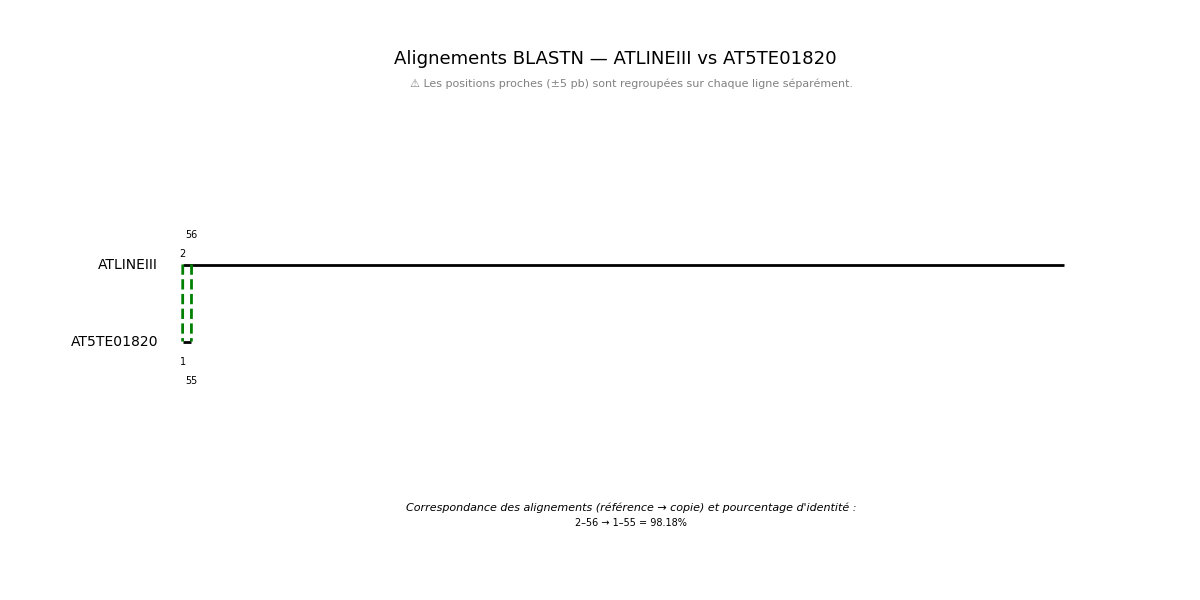 Alignements BLASTN — ATLINEIII vs AT5TE01820
⚠ Les positions proches (±5 pb) sont regroupées sur chaque ligne séparément.
56
2
ATLINEIII
AT5TE01820
1
55
Correspondance des alignements (référence → copie) et pourcentage d'identité :
2–56 → 1–55 = 98.18%